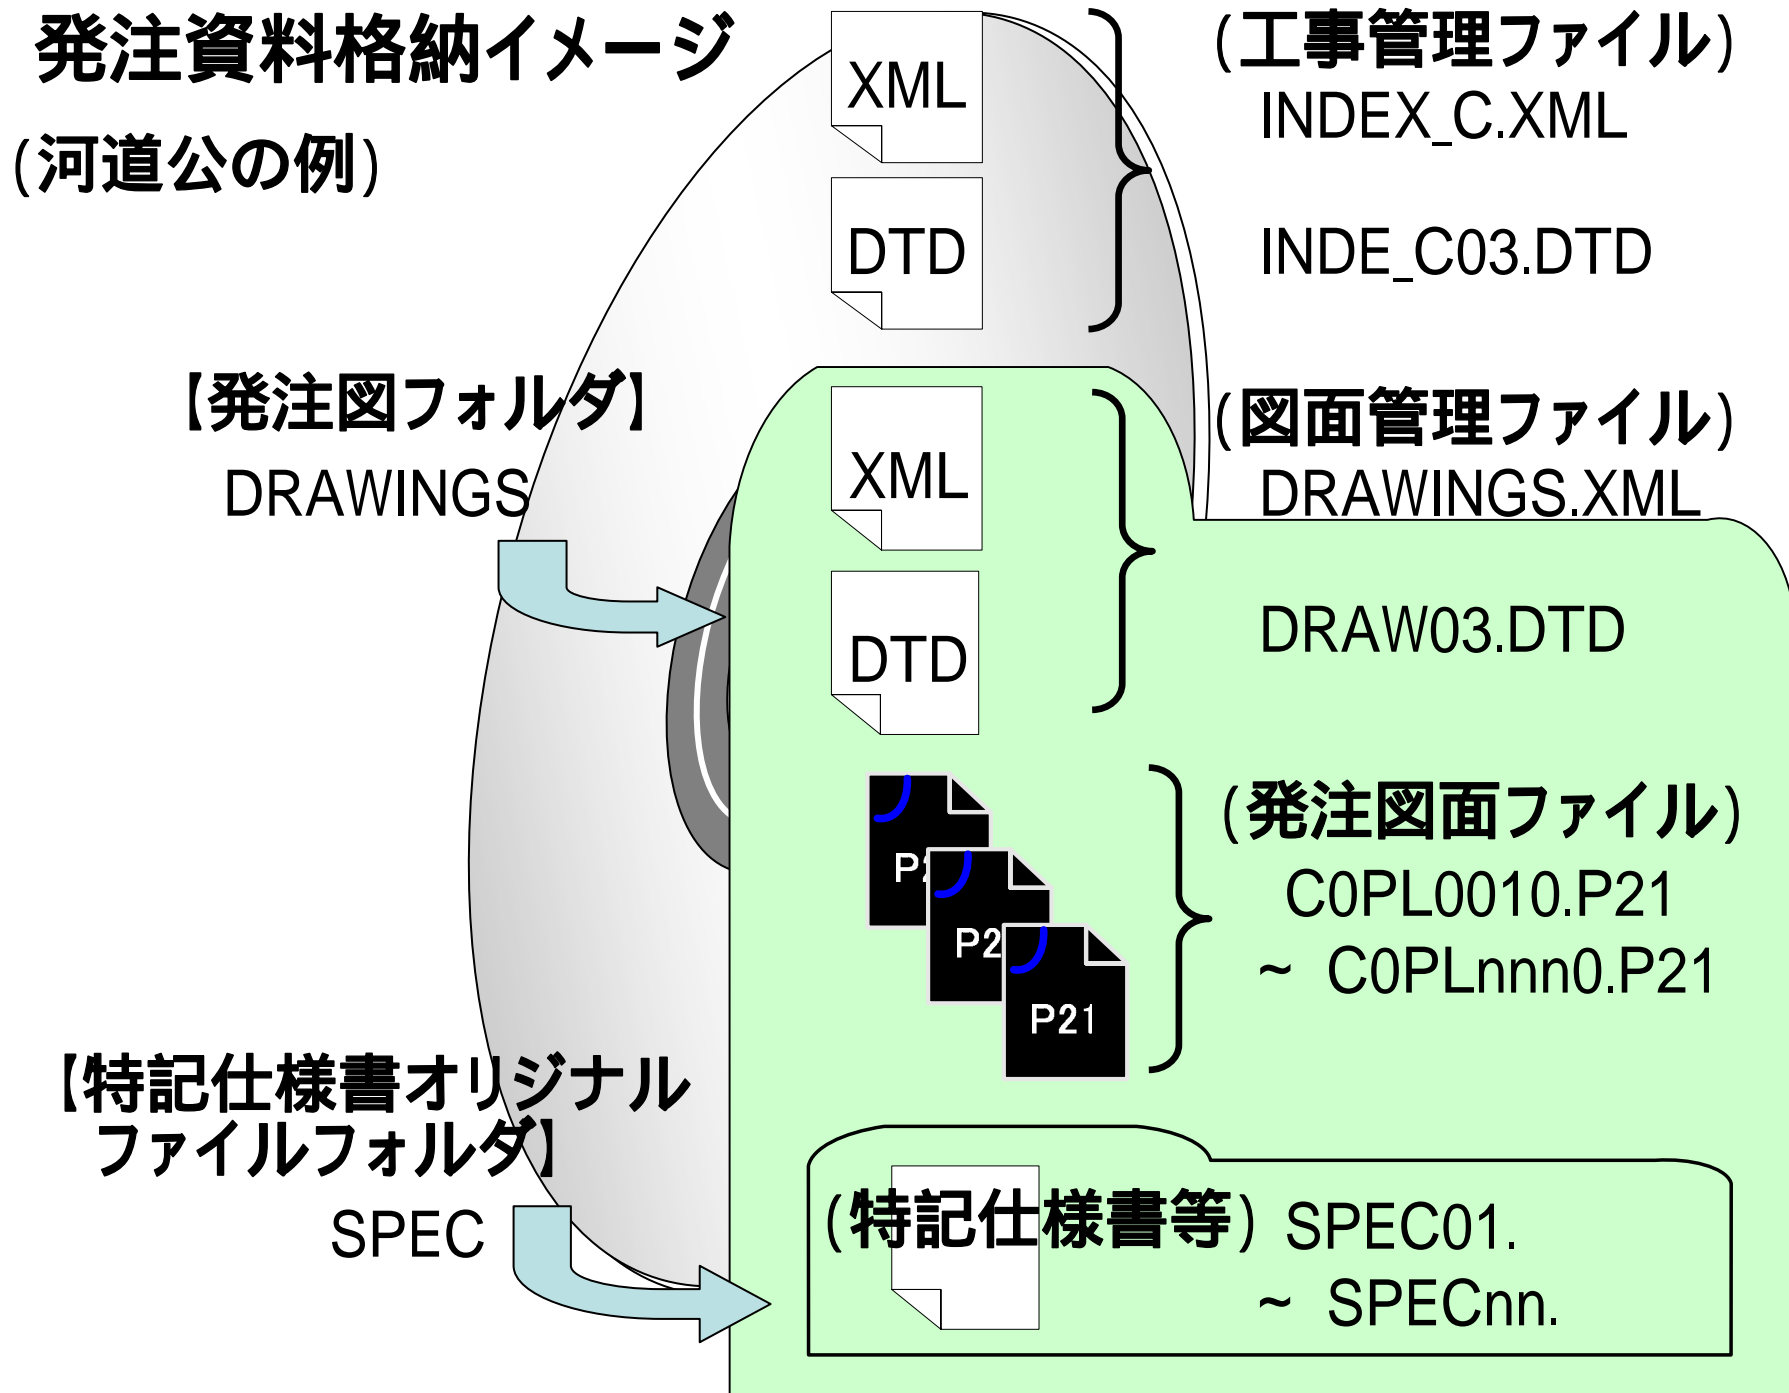 発注資料格納イメージ
(河道公の例)
XML
(工事管理ファイル)
INDEX_C.XML
DTD
INDE_C03.DTD
【発注図フォルダ】
DRAWINGS
XML
(図面管理ファイル)
DRAWINGS.XML
DTD
DRAW03.DTD
P2
P2
P21
(発注図面ファイル)
C0PL0010.P21
~ C0PLnnn0.P21
【特記仕様書オリジナル
ファイルフォルダ】
SPEC
(特記仕様書等) SPEC01.
~ SPECnn.